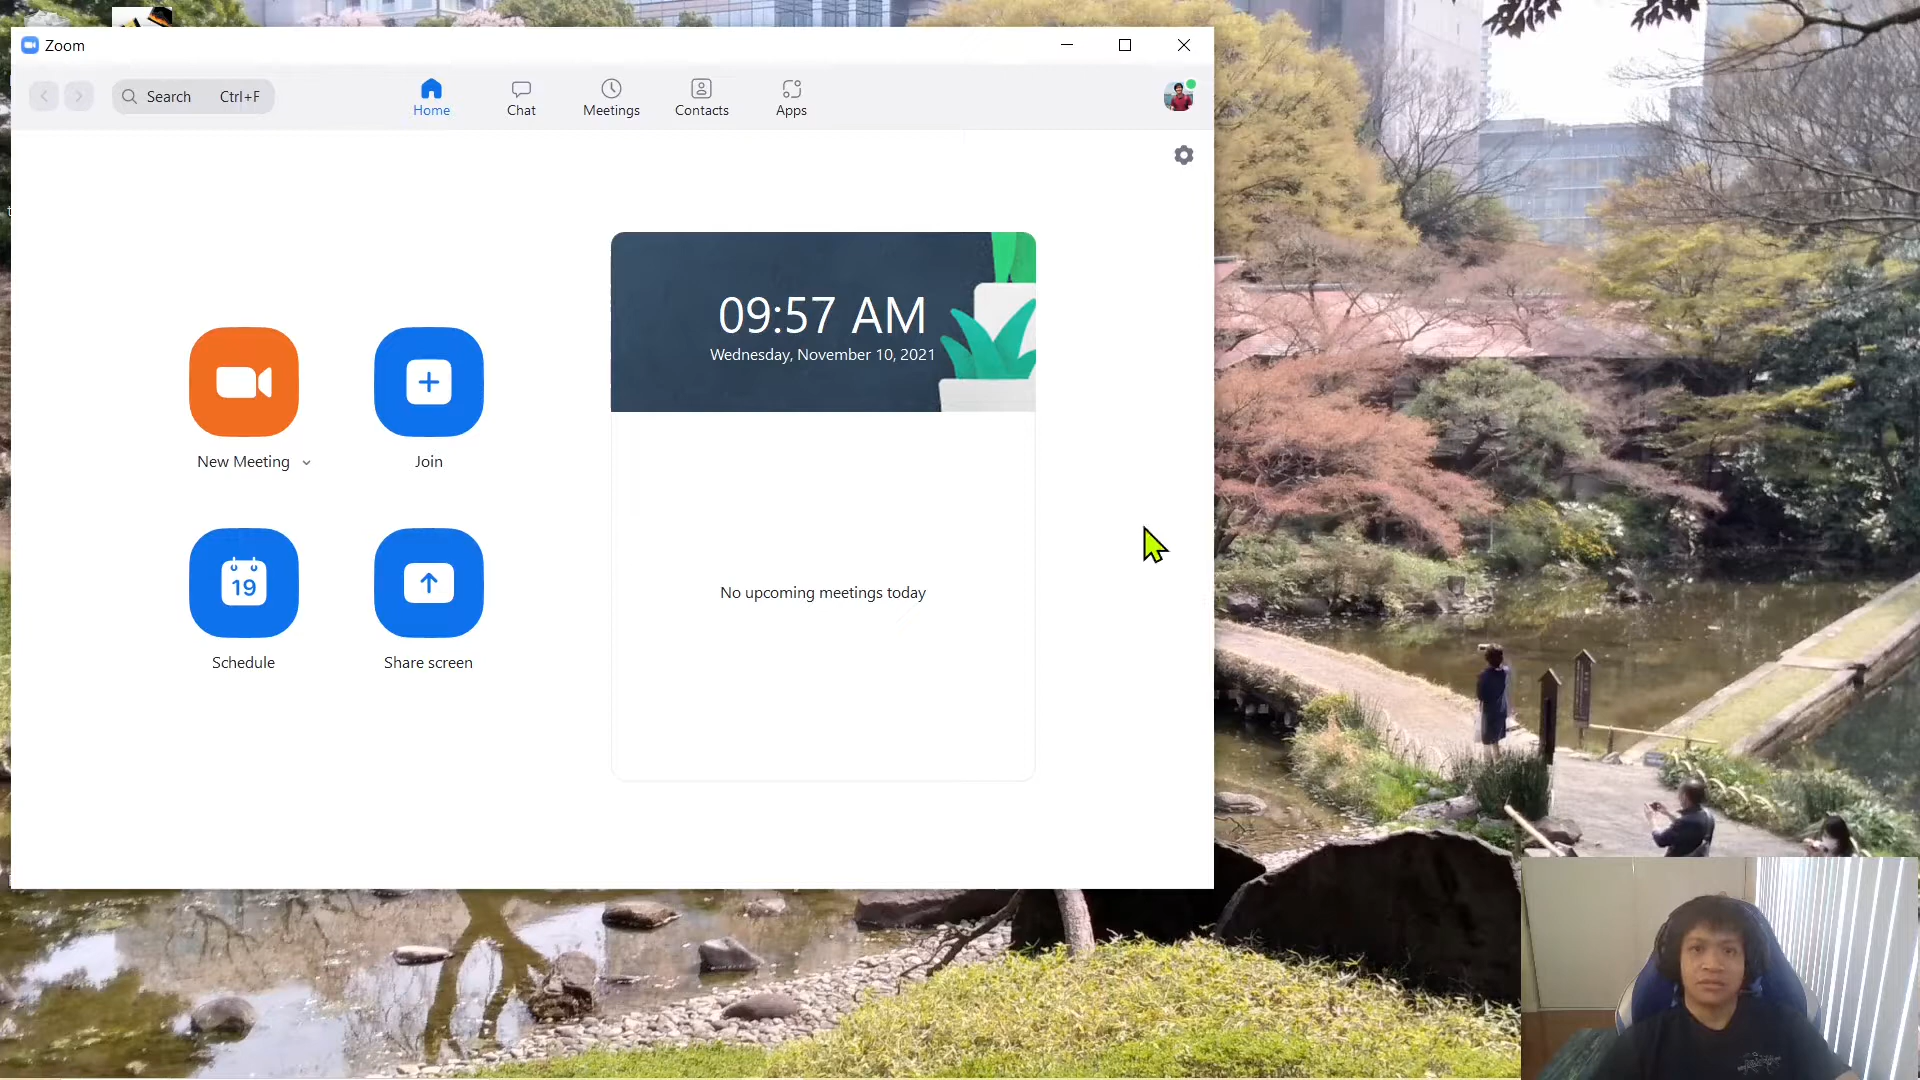 Zoom
Search Ctrl+F
Home
Chat
Meetings
Contacts
Apps
09:57 AM
Wednesday, November 10, 2021
New Meeting
Join
19
Schedule
Share screen
No upcoming meetings today